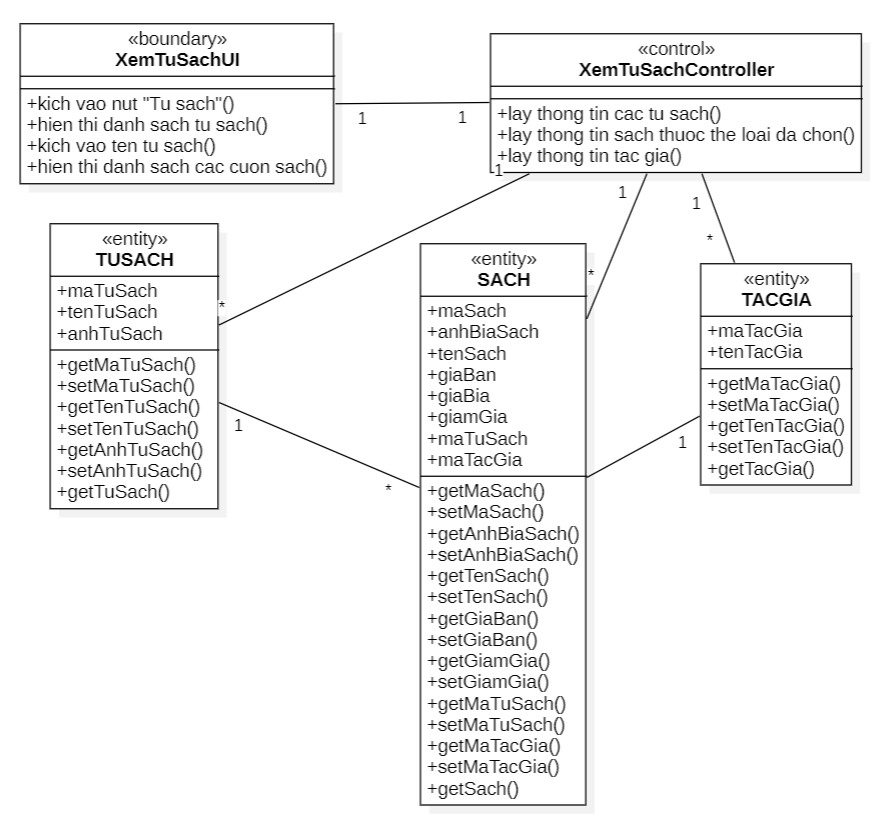 «boundary»
XemTuSachUI
+kich vao nut "Tu sach"()
+hien thi danh sach tu sach()
+kich vao ten tu sach()
+hien thi danh sach cac cuon sach()
1
1
«control»
XemTuSachController
+lay thong tin cac tu sach()
+lay thong tin sach thuoc the loai da chon()
+lay thong tin tac gia()
1
*
1
*
1
*
«entity»
TUSACH
+maTuSach
+tenTuSach
+anhTuSach
+getMaTuSach()
+setMaTuSach()
+getTenTuSach()
+setTenTuSach()
+getAnhTuSach()
+setAnhTuSach()
+getTuSach()
1
*
«entity»
SACH
+maSach
+anhBiaSach
+tenSach
+giaBan
+giaBia
+giamGia
+maTuSach
+maTacGia
+getMaSach()
+setMaSach()
+getAnhBiaSach()
+setAnhBiaSach()
+getTenSach()
+setTenSach()
+getGiaBan()
+setGiaBan()
+getGiamGia()
+setGiamGia()
+getMaTuSach()
+setMaTuSach()
+getMaTacGia()
+setMaTacGia()
+getSach()
1
«entity»
TACGIA
+maTacGia
+tenTacGia
+getMaTacGia()
+setMaTacGia()
+getTenTacGia()
+setTenTacGia()
+getTacGia()